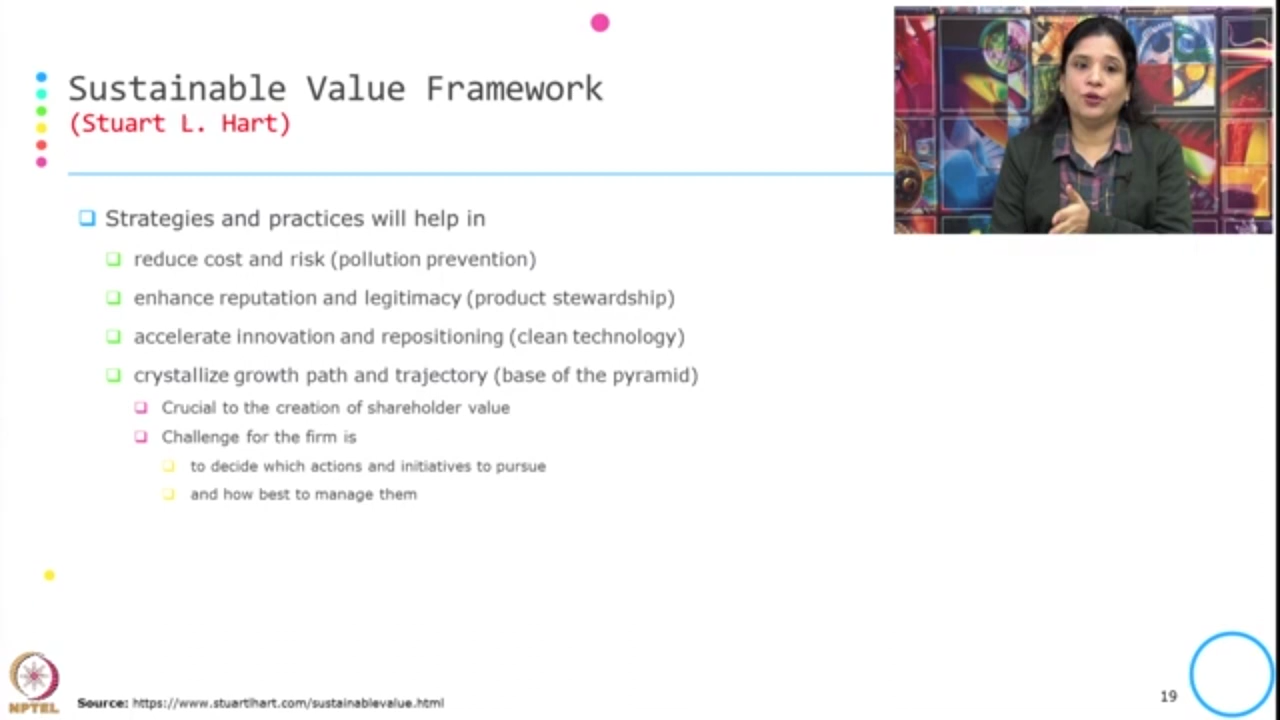 Sustainable Value Framework
(Stuart L. Hart)
Strategies and practices will help in
reduce cost and risk (pollution prevention)
enhance reputation and legitimacy (product stewardship)
accelerate innovation and repositioning (clean technology)
crystallize growth path and trajectory (base of the pyramid)
Crucial to the creation of shareholder value
Challenge for the firm is
to decide which actions and initiatives to pursue
and how best to manage them
NPTEL
Source: https://www.stuartlhart.com/sustainablevalue.html
19